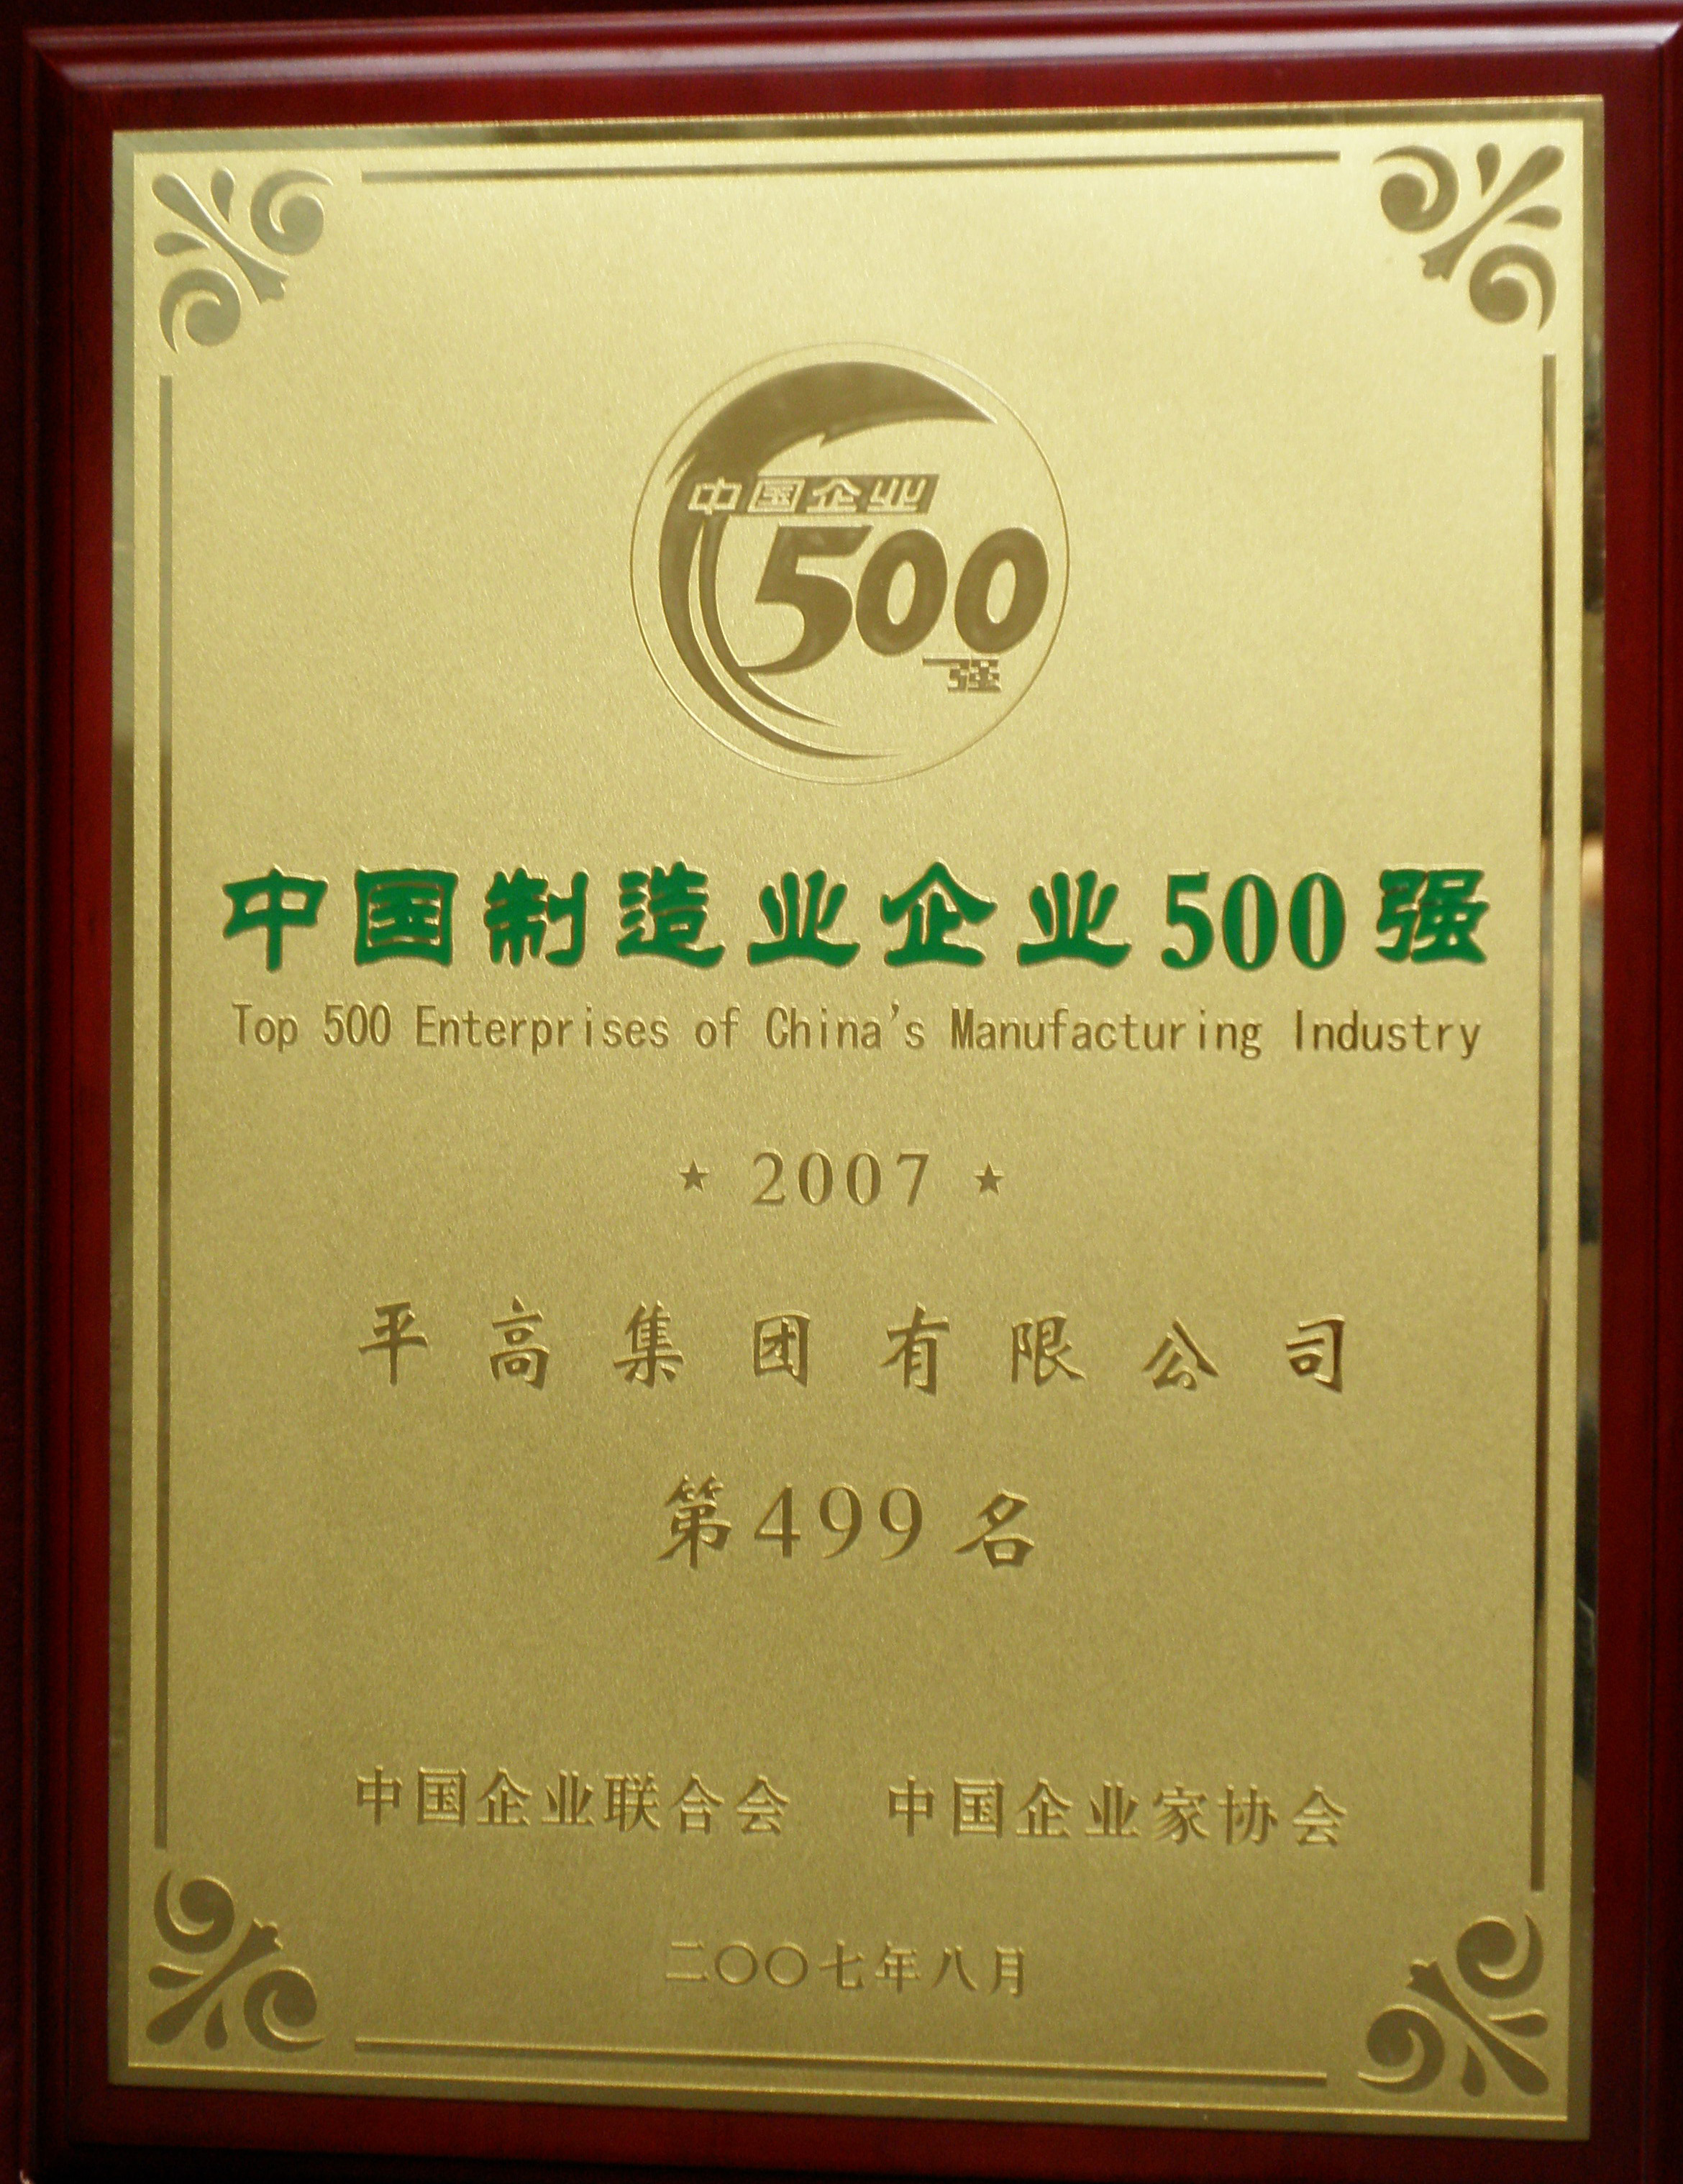 中国企业
500
强
中国制造业企业500强
Top 500 Enterprises of China's Manufacturing Industry
★ 2007 ★
平高集团有限公司
第499名
中国企业联合会 中国企业家协会
二〇〇七年八月